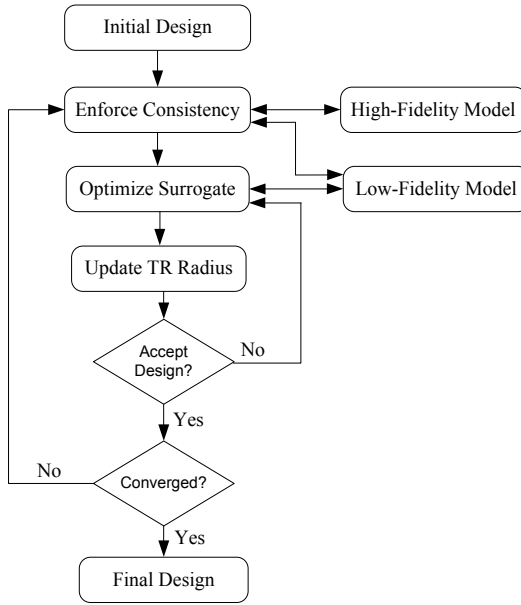 Initial Design
Enforce Consistency
High-Fidelity Model
Optimize Surrogate
Low-Fidelity Model
Update TR Radius
Accept
Design?
No
Yes
No
Converged?
Yes
Final Design